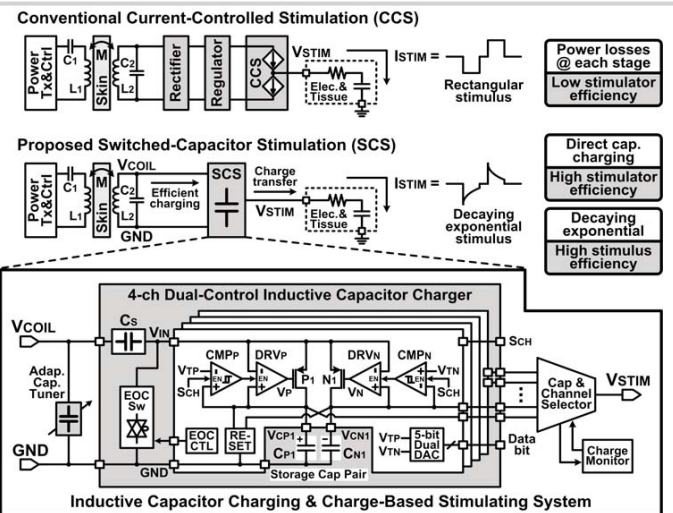 Conventional Current-Controlled Stimulation (CCS)
Power Tx&Ctrl
C1
L1
M
Skin
C2
L2
Rectifier
Regulator
CCS
VSTIM
Elec.&
Tissue
ISTIM =
Rectangular
stimulus
Power losses
@ each stage
Low stimulator
efficiency
Proposed Switched-Capacitor Stimulation (SCS)
Power Tx&Ctrl
C1
L1
M
Skin
C2
L2
VCOIL
Efficient
charging
GND
SCS
Charge
transfer
VSTIM
Elec.&
Tissue
ISTIM =
Decaying
exponential
stimulus
Direct cap.
charging
High stimulator
efficiency
Decaying
exponential
High stimulus
efficiency
4-ch Dual-Control Inductive Capacitor Charger
VCOIL
CS
VIN
Adap.
Cap.
Tuner
EOC
Sw
GND
GND
VTP
SCH
CMPP
EN
DRVP
EN
VP
P1
N1
DRVN
EN
VN
CMPN
EN
VTN
SCH
EOC
CTL
RE-
SET
VCP1
+
CP1
-
VCN1
CN1
Storage Cap Pair
VTP
VTN
5-bit
Dual
DAC
SCH
Data
bit
Cap &
Channel
Selector
VSTIM
Charge
Monitor
Inductive Capacitor Charging & Charge-Based Stimulating System